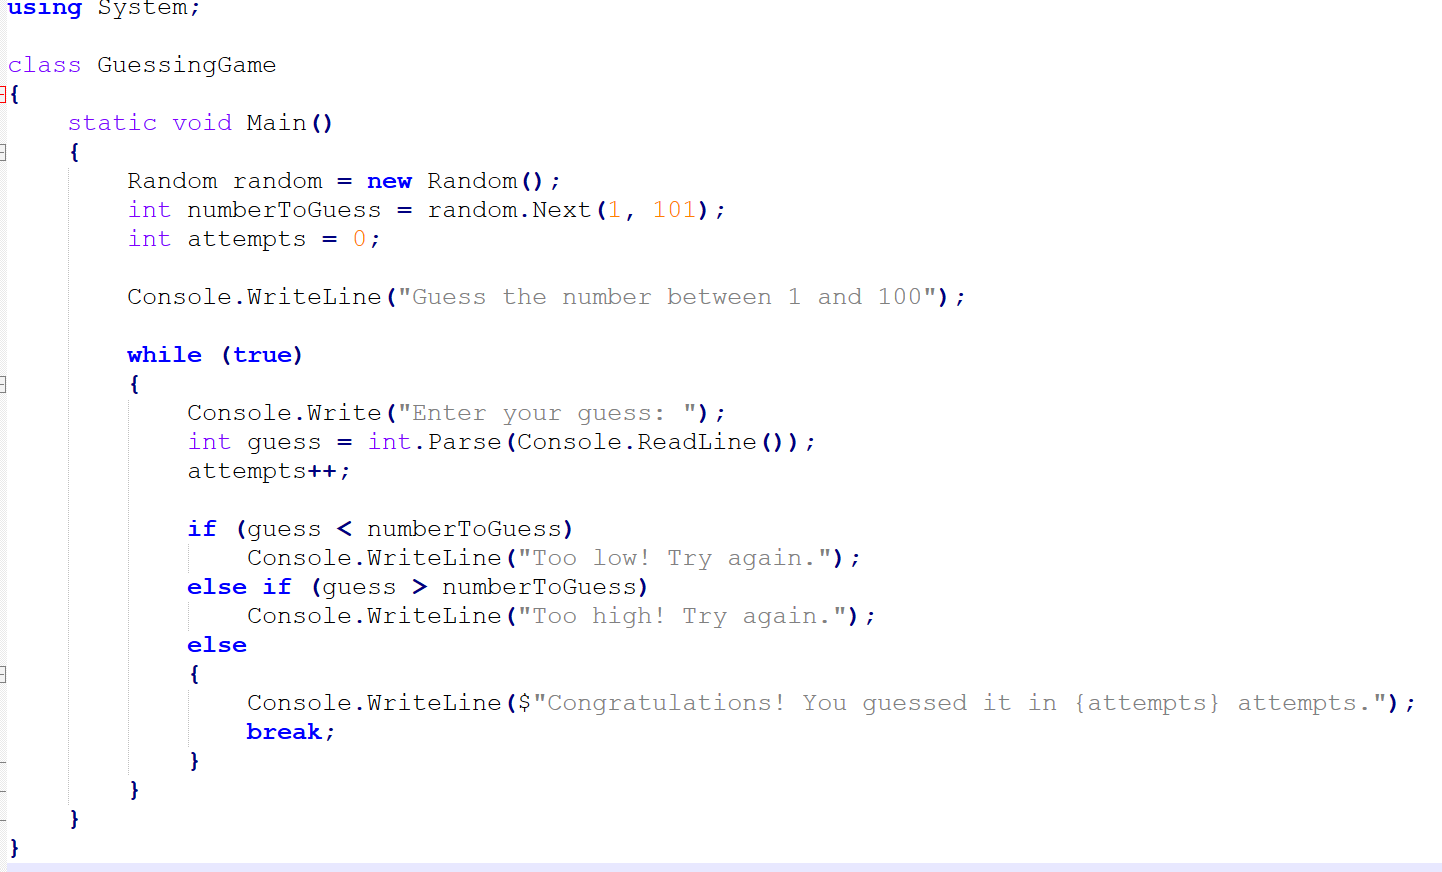 using System;

class GuessingGame
{
    static void Main()
    {
        Random random = new Random();
        int numberToGuess = random.Next(1, 101);
        int attempts = 0;

        Console.WriteLine("Guess the number between 1 and 100");

        while (true)
        {
            Console.Write("Enter your guess: ");
            int guess = int.Parse(Console.ReadLine());
            attempts++;

            if (guess < numberToGuess)
                Console.WriteLine("Too low! Try again.");
            else if (guess > numberToGuess)
                Console.WriteLine("Too high! Try again.");
            else
            {
                Console.WriteLine($"Congratulations! You guessed it in {attempts} attempts.");
                break;
            }
        }
    }
}